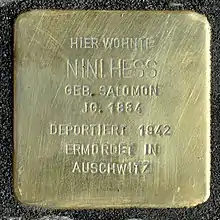 HIER WOHNTE
NINI HESS
GEB. SALOMON
JG. 1884
DEPORTIERT 1942
ERMORDET IN
AUSCHWITZ